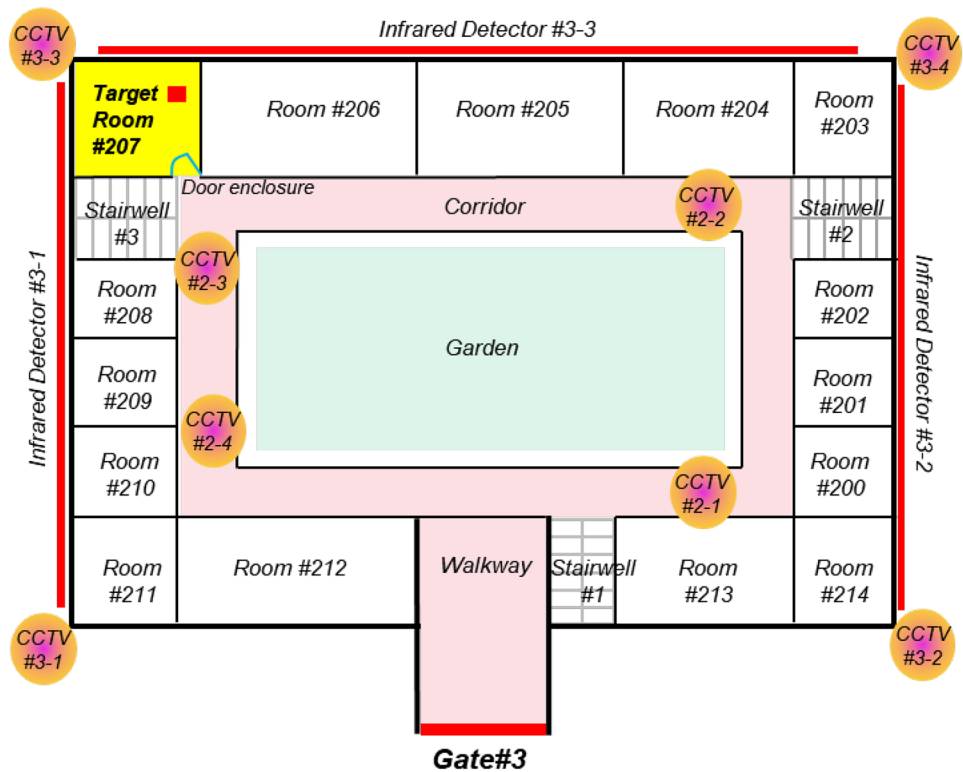 CCTV
#3-3
Infrared Detector #3-3
CCTV
#3-4
Target
Room
#207
Room #206
Room #205
Room #204
Room
#203
Door enclosure
Stairwell
#3
Corridor
CCTV
#2-2
Stairwell
#2
CCTV
#2-3
Infrared Detector #3-1
Room
#208
Room
#202
Infrared Detector #3-2
Garden
Room
#209
Room
#201
CCTV
#2-4
Room
#210
Room
#200
CCTV
#2-1
Room
#211
Room #212
Walkway
Stairwell
#1
Room
#213
Room
#214
CCTV
#3-1
CCTV
#3-2
Gate#3